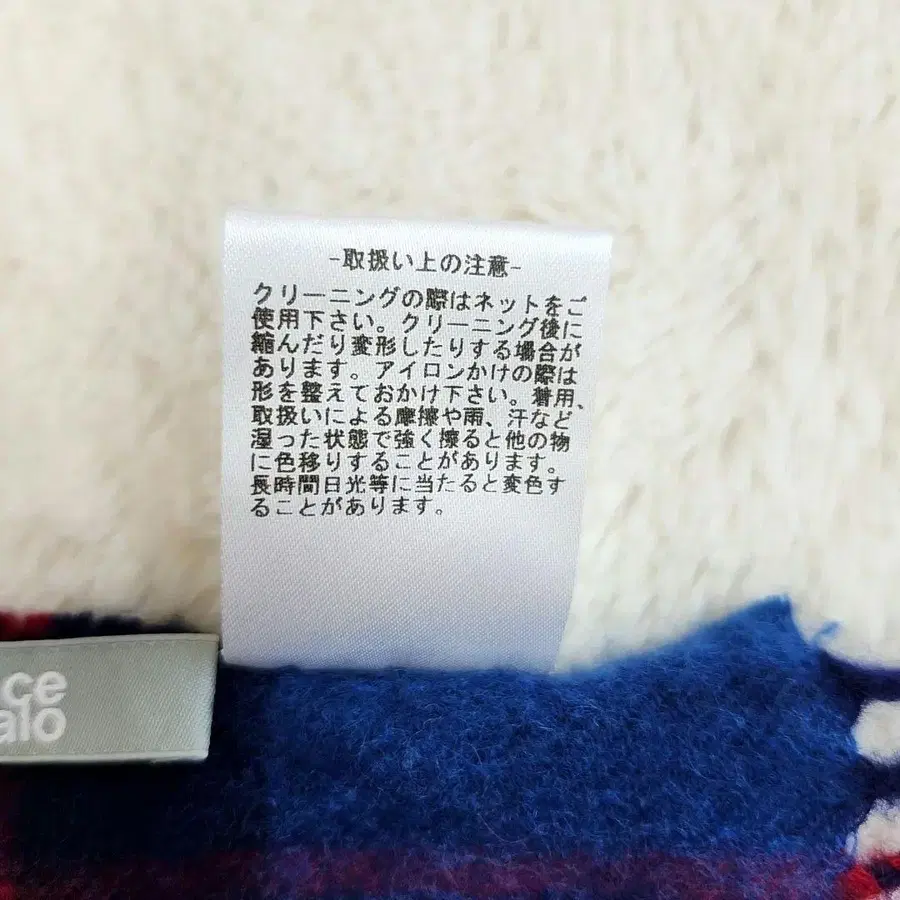 -取扱い上の注意-
クリーニングの際はネットをご
使用下さい。クリーニング後に
縮んだり変形したりする場合が
あります。アイロンかけの際は
形を整えておかけ下さい。着用、
取扱いによる摩擦や雨、汗など
湿った状態で強く擦ると他の物
に色移りすることがあります。
長時間日光等に当たると変色す
ることがあります。
ce
alo